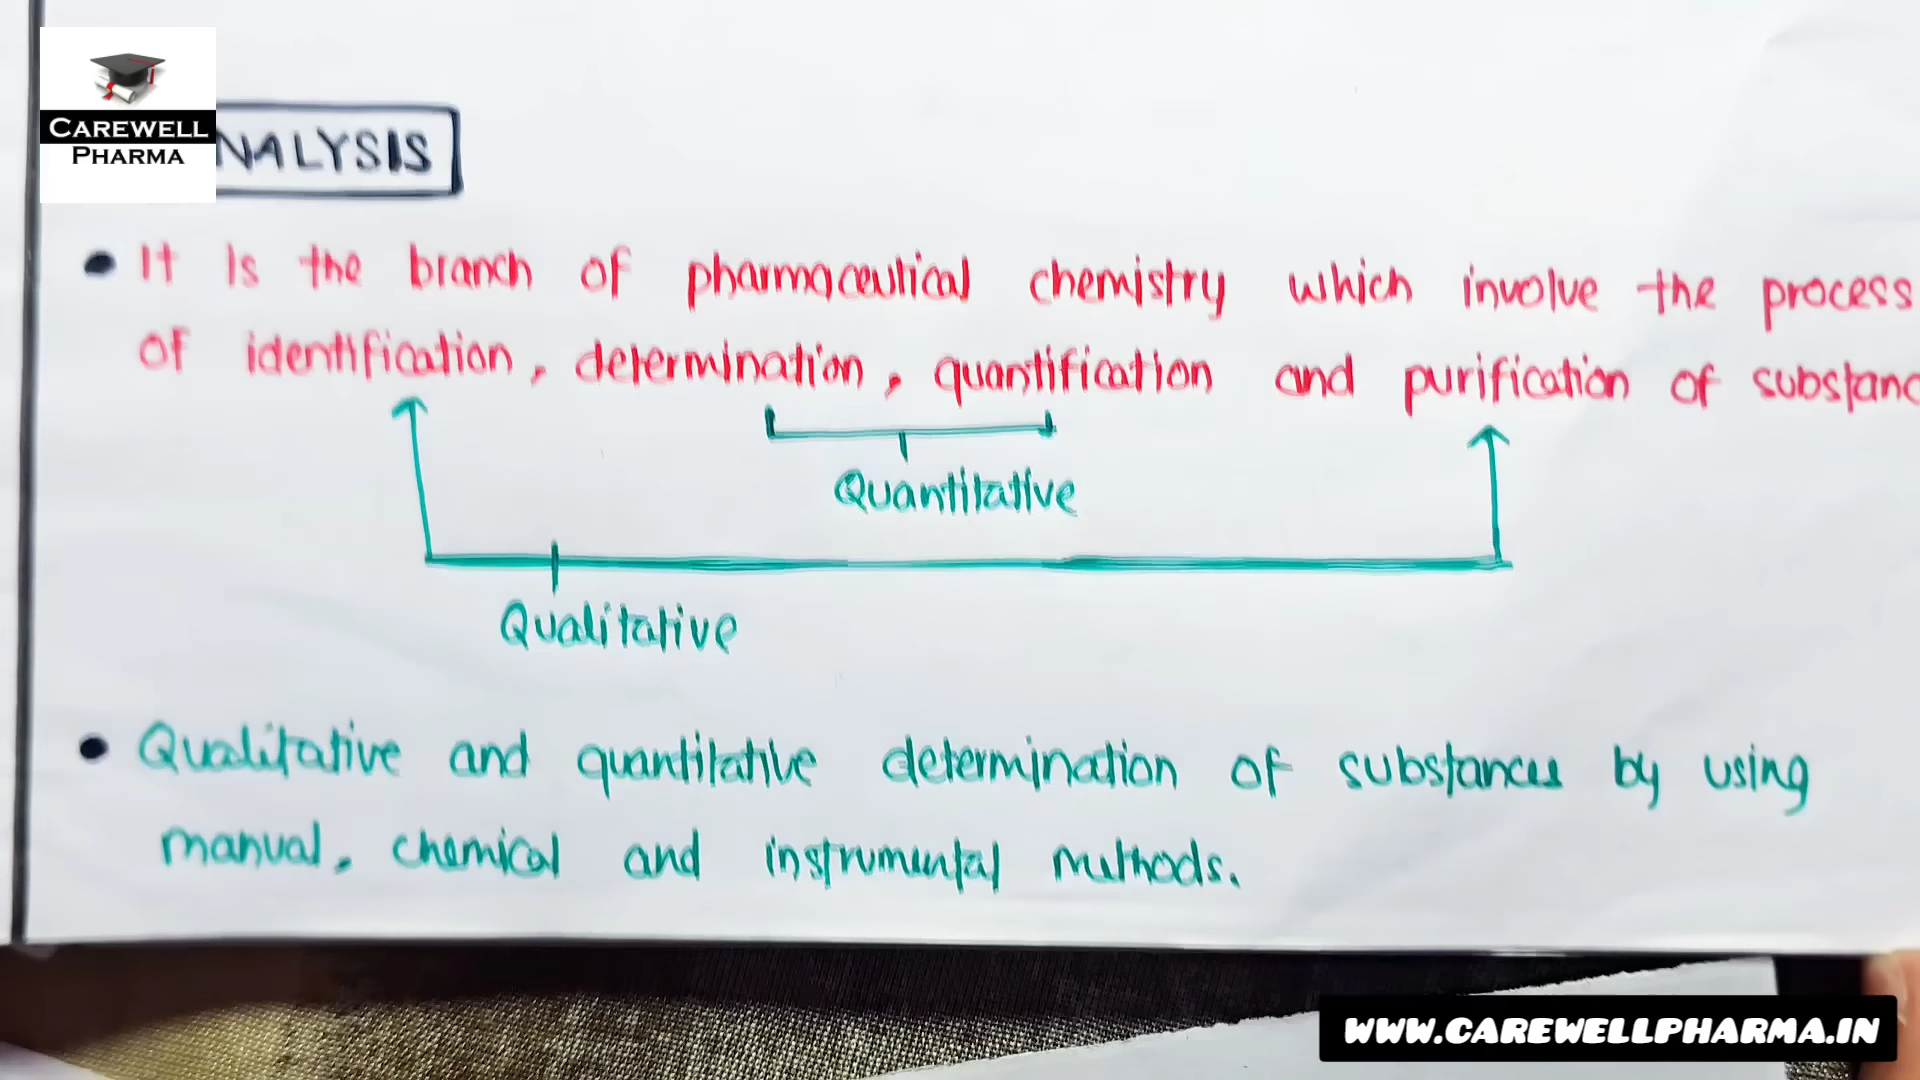 CAREWELL
PHARMA
NALYSIS
• It is the branch of pharmaceutical chemistry which involve the process
of identification, determination, quantification and purification of substanc
Quantitative
Qualitative
• Qualitative and quantitative determination of substances by using
manual, chemical and instrumental methods.
WWW.CAREWELLPHARMA.IN